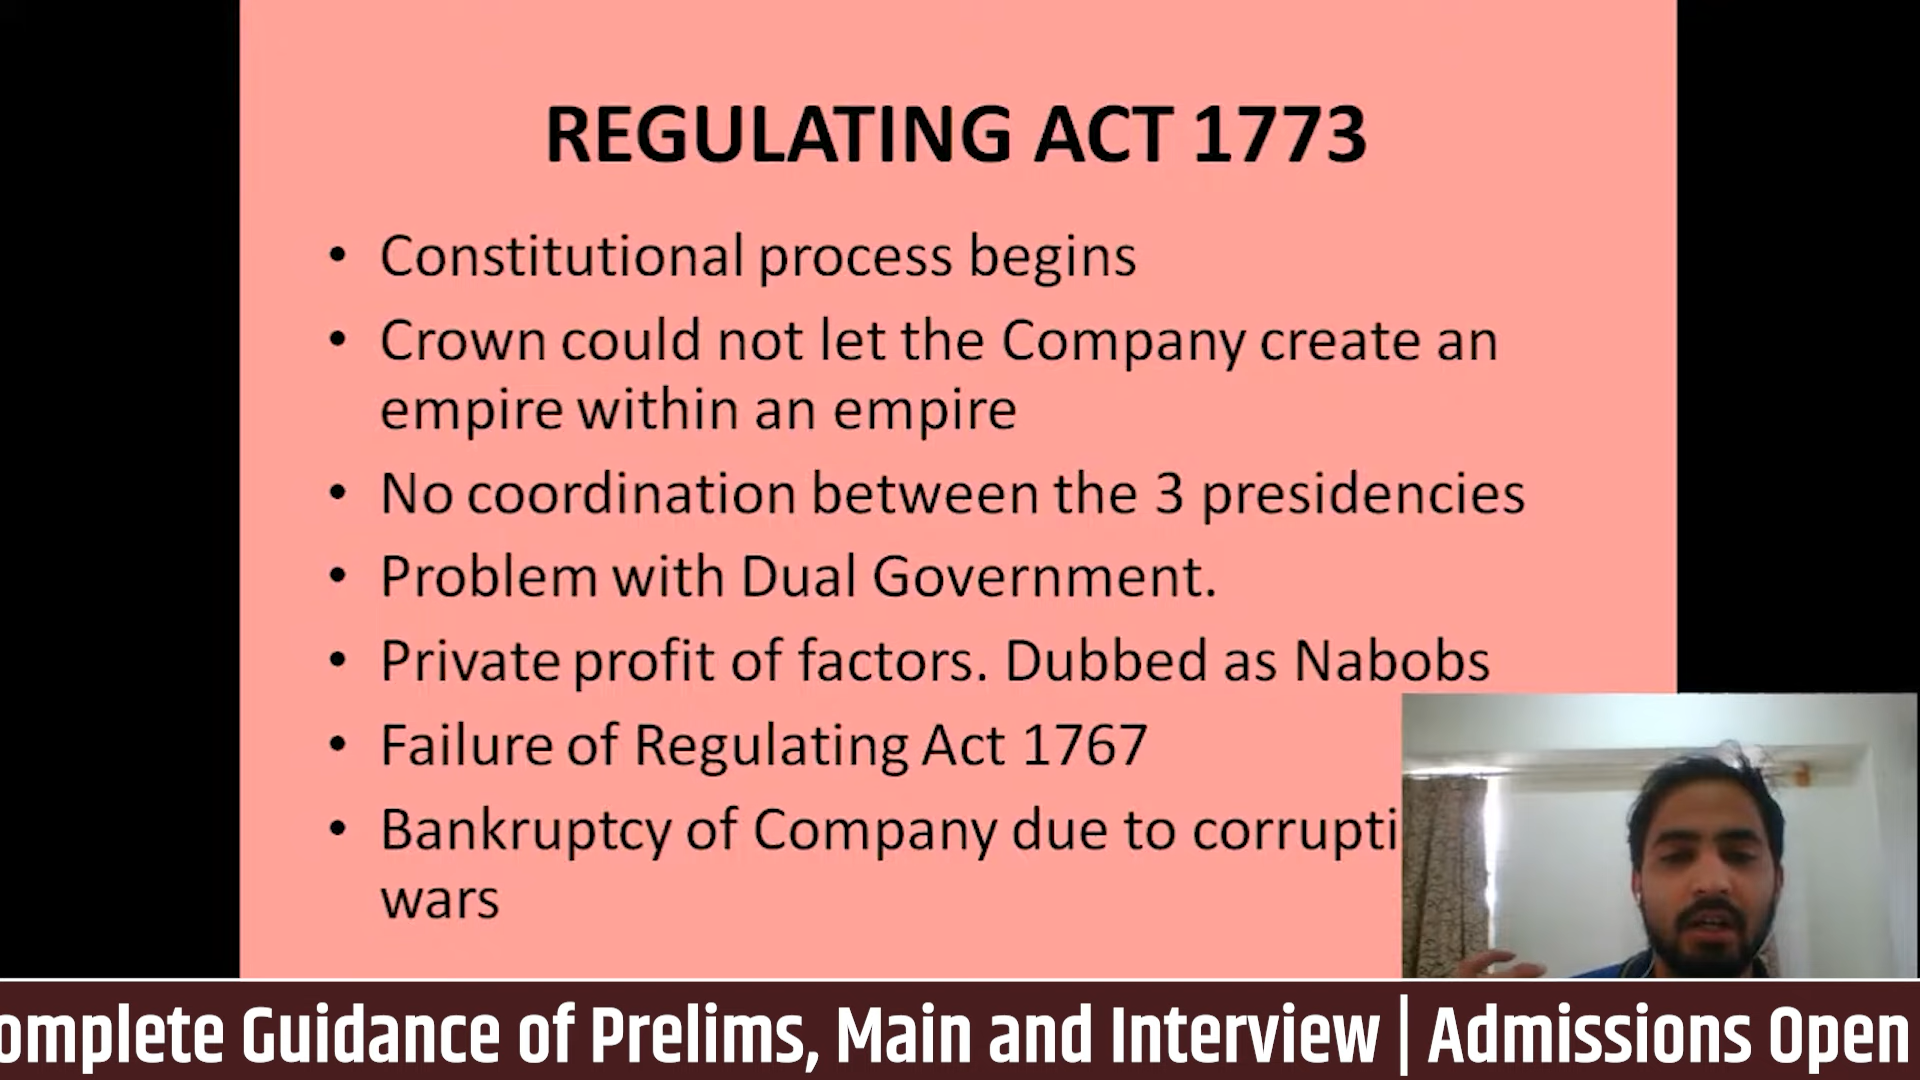 REGULATING ACT 1773
• Constitutional process begins
• Crown could not let the Company create an
empire within an empire
• No coordination between the 3 presidencies
• Problem with Dual Government.
• Private profit of factors. Dubbed as Nabobs
• Failure of Regulating Act 1767
• Bankruptcy of Company due to
wars
Guidance of Prelims, Main and Interview | Admissions Open